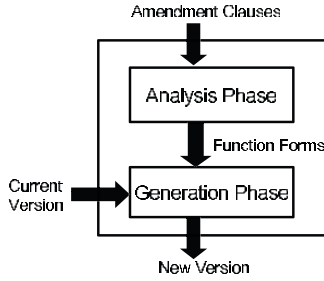 Amendment Clauses
Analysis Phase
Function Forms
Current
Version
Generation Phase
New Version